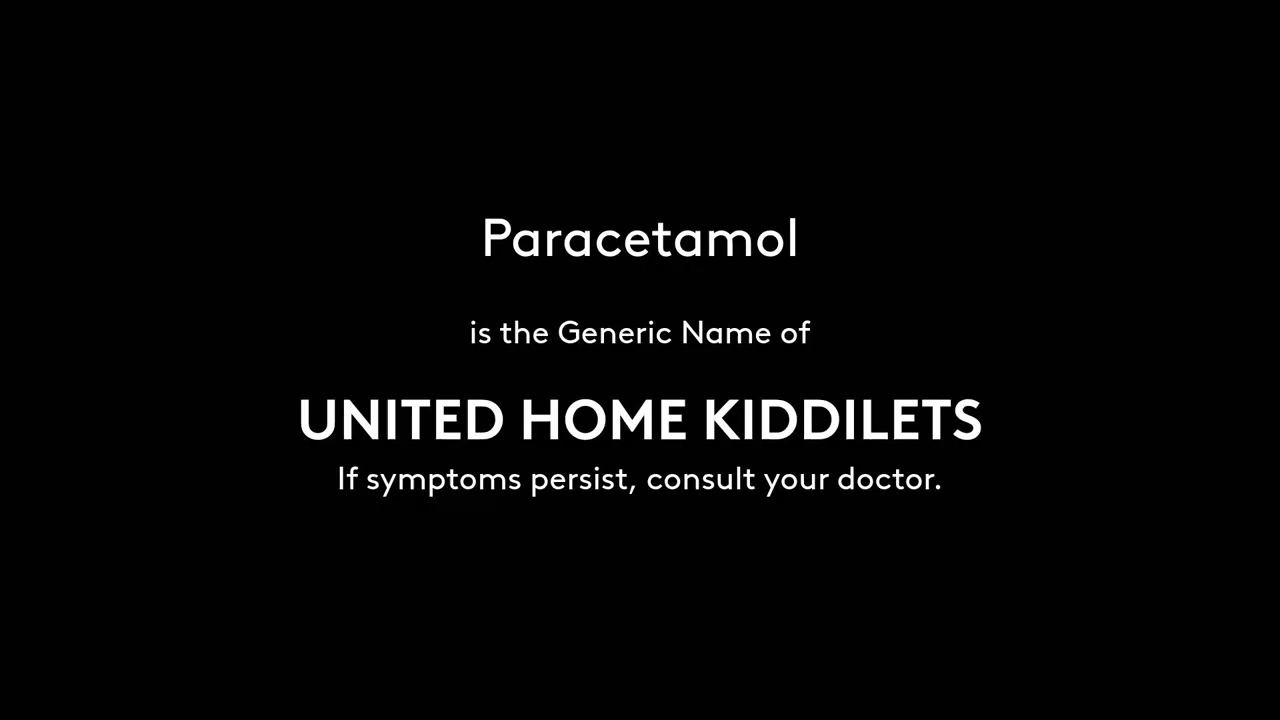 Paracetamol
is the Generic Name of
UNITED HOME KIDDILETS
If symptoms persist, consult your doctor.